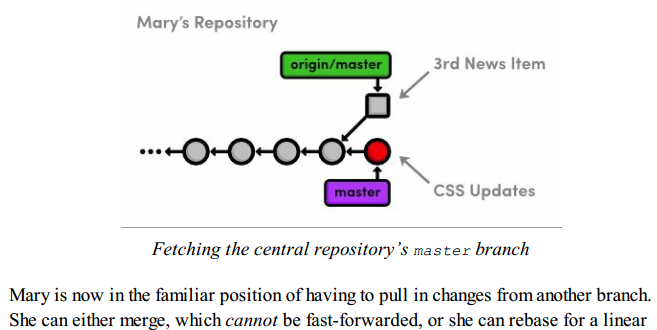 Mary's Repository
origin/master
3rd News Item
master
CSS Updates
Fetching the central repository's master branch
Mary is now in the familiar position of having to pull in changes from another branch.
She can either merge, which cannot be fast-forwarded, or she can rebase for a linear